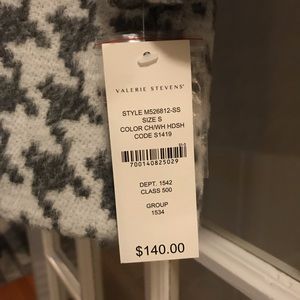 VALERIE STEVENS
STYLE M526812-SS
SIZE S
COLOR CH/WH HDSH
CODE S1419
700140825029
DEPT. 1542
CLASS 500
GROUP
1534
$140.00